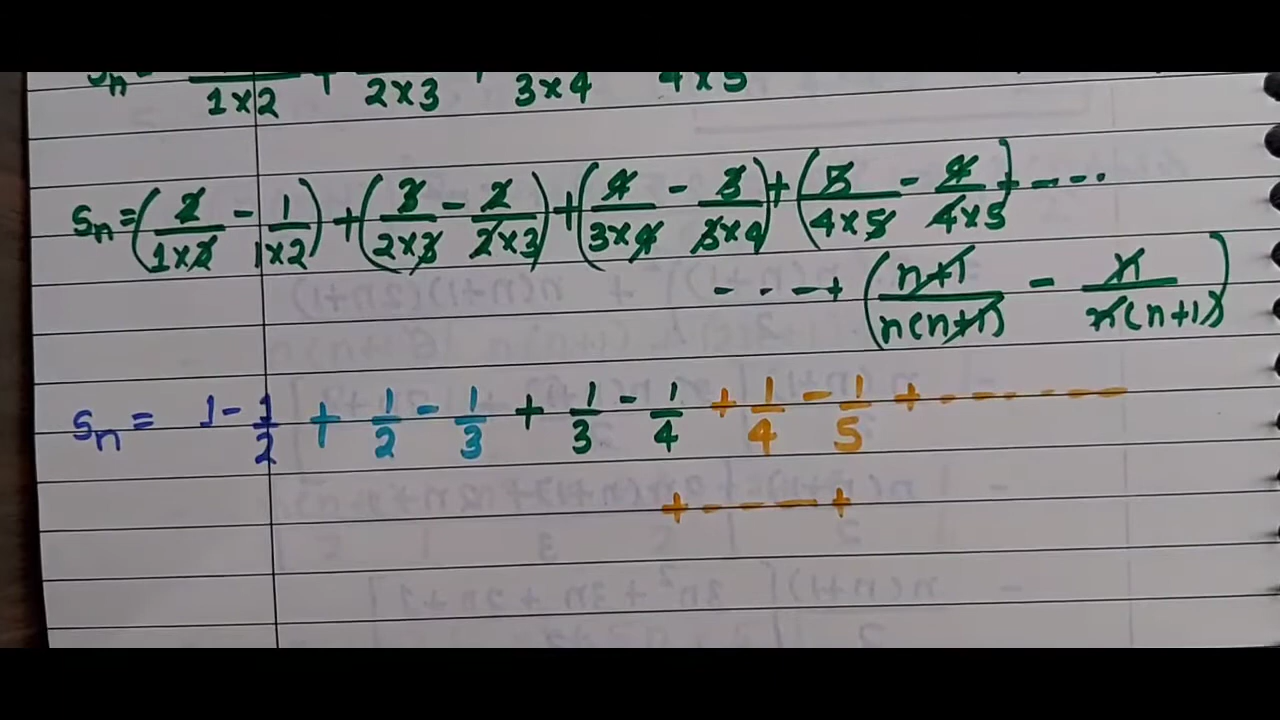 Sn = 1×2 + 2×3 + 3×4 4×5
Sn = (2/1×2 - 1/1×2) + (3/2×3 - 2/2×3) + (4/3×4 - 3/3×4) + (5/4×5 - 4/4×5) + ----
- - - - + (n+1/n(n+1) - n/n(n+1))
Sn = 1 - 1/2 + 1/2 - 1/3 + 1/3 - 1/4 + 1/4 - 1/5 + - - - - -
+ - - - - +